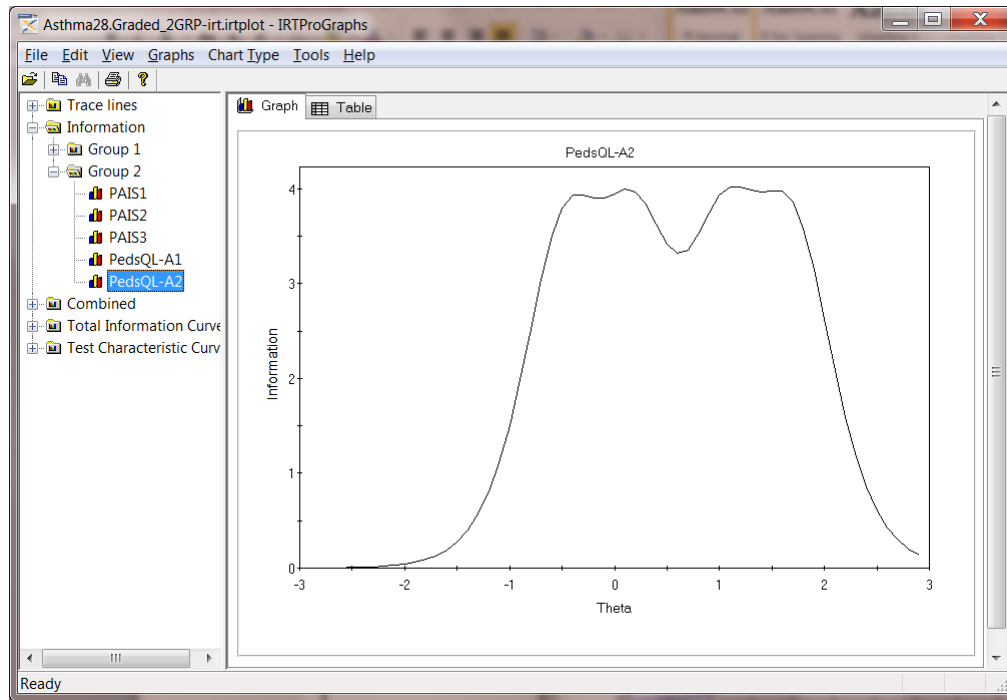 Asthma28.Graded_2GRP-irt.irtplot - IRTProGraphs
File Edit View Graphs Chart Type Tools Help
Trace lines
Information
Group 1
Group 2
PAIS1
PAIS2
PAIS3
PedsQL-A1
PedsQL-A2
Combined
Total Information Curve
Test Characteristic Curv
Graph Table
PedsQL-A2
Information
4
3
2
1
0
-3 -2 -1 0 1 2 3
Theta
Ready